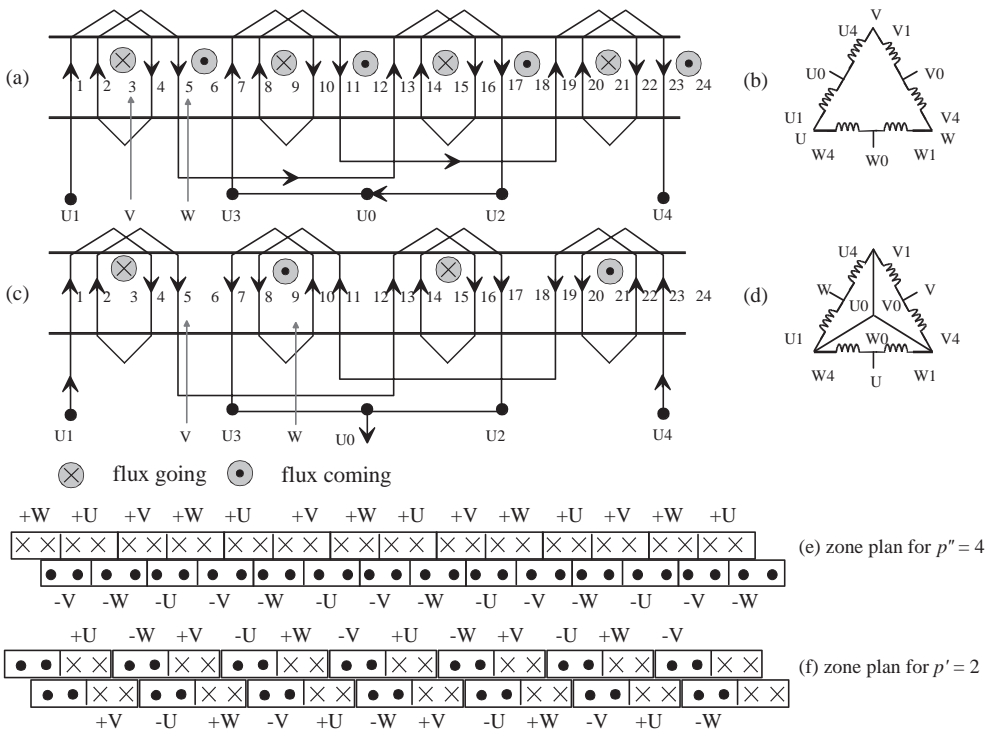 (a)
1 2 3 4 5 6 7 8 9 10 11 12 13 14 15 16 17 18 19 20 21 22 23 24
U1 V W U3 U0 U2 U4
(b)
V
U4 V1
U0 V0
U1 V4
U W
W4 W0 W1
(c)
1 2 3 4 5 6 7 8 9 10 11 12 13 14 15 16 17 18 19 20 21 22 23 24
U1 V U3 W U0 U2 U4
(d)
U4 V1
W V
U0 V0
U1 W0 V4
W4 U W1
flux going flux coming
+W +U +V +W +U +V +W +U +V +W +U +V +W +U
(e) zone plan for p″ = 4
-V -W -U -V -W -U -V -W -U -V -W -U -V -W
+U -W +V -U +W -V +U -W +V -U +W -V
(f) zone plan for p′ = 2
+V -U +W -V +U -W +V -U +W -V +U -W